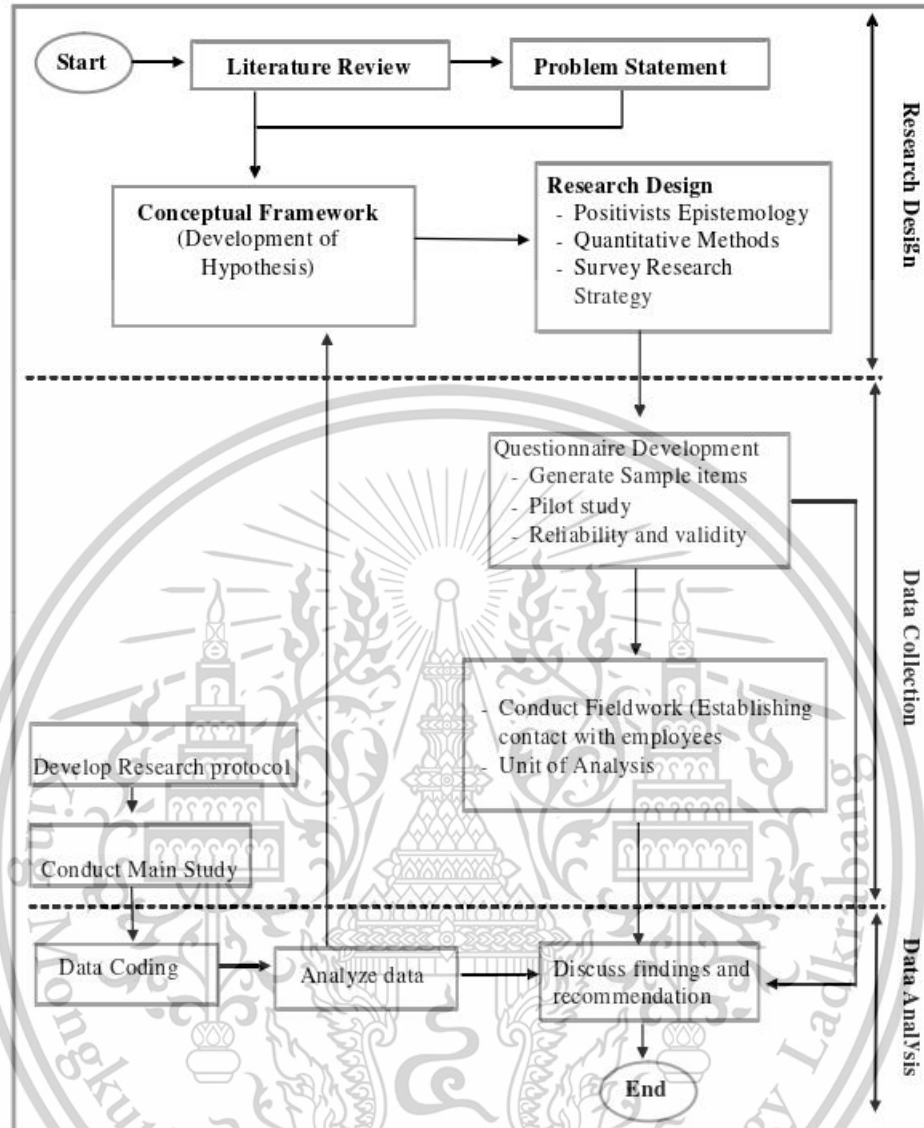 Start
Literature Review
Problem Statement
Conceptual Framework
(Development of
Hypothesis)
Research Design
- Positivists Epistemology
- Quantitative Methods
- Survey Research
Strategy
Research Design
Questionnaire Development
- Generate Sample items
- Pilot study
- Reliability and validity
- Conduct Fieldwork (Establishing
contact with employees
- Unit of Analysis
Data Collection
Develop Research protocol
Conduct Main Study
Data Coding
Analyze data
Discuss findings and
recommendation
End
Data Analysis